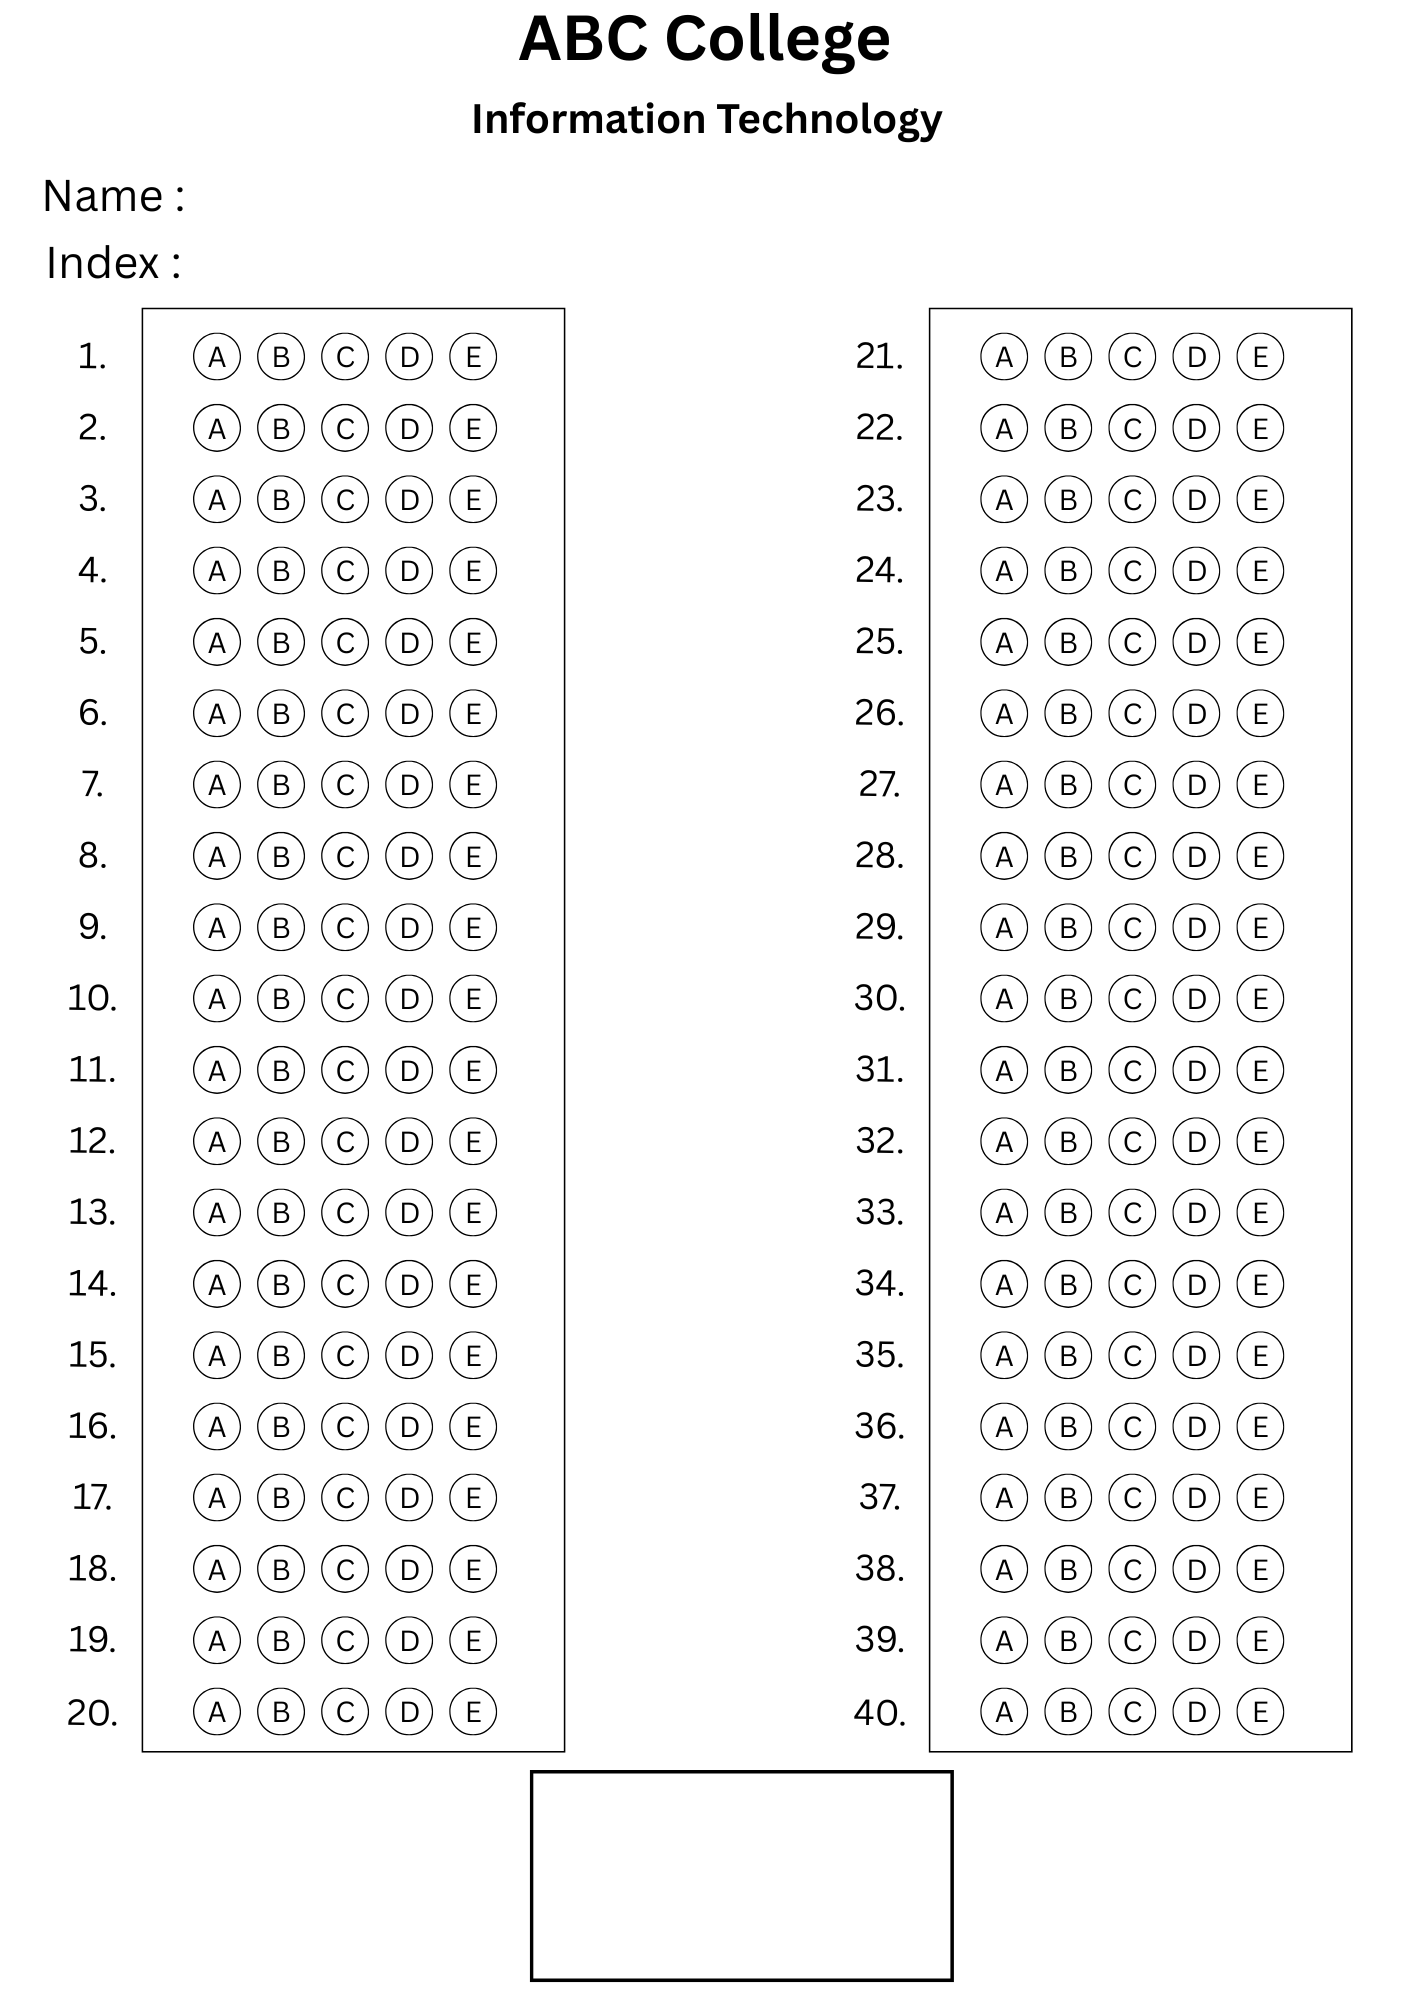 ABC College
Information Technology
Name :
Index :
1. A B C D E
2. A B C D E
3. A B C D E
4. A B C D E
5. A B C D E
6. A B C D E
7. A B C D E
8. A B C D E
9. A B C D E
10. A B C D E
11. A B C D E
12. A B C D E
13. A B C D E
14. A B C D E
15. A B C D E
16. A B C D E
17. A B C D E
18. A B C D E
19. A B C D E
20. A B C D E
21. A B C D E
22. A B C D E
23. A B C D E
24. A B C D E
25. A B C D E
26. A B C D E
27. A B C D E
28. A B C D E
29. A B C D E
30. A B C D E
31. A B C D E
32. A B C D E
33. A B C D E
34. A B C D E
35. A B C D E
36. A B C D E
37. A B C D E
38. A B C D E
39. A B C D E
40. A B C D E